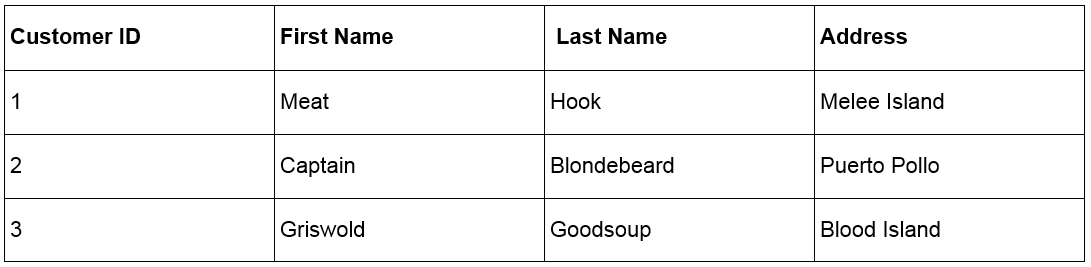 Customer ID First Name Last Name Address
1 Meat Hook Melee Island
2 Captain Blondebeard Puerto Pollo
3 Griswold Goodsoup Blood Island